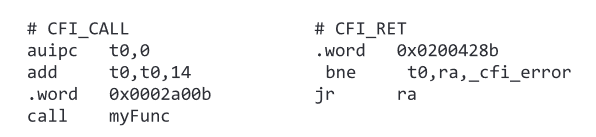 # CFI_CALL
auipc t0,0
add t0,t0,14
.word 0x0002a00b
call myFunc
# CFI_RET
.word 0x0200428b
bne t0,ra,_cfi_error
jr ra